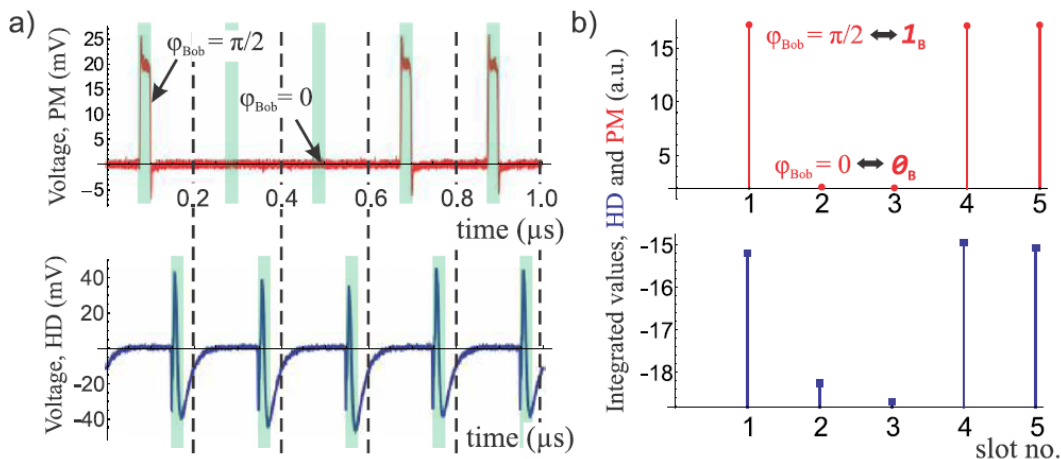 a)
Voltage, PM (mV)
25
20
15
10
5
-5
φBob = π/2
φBob = 0
0.2
0.4
0.6
0.8
1.0
time (µs)
Voltage, HD (mV)
40
20
-20
-40
time (µs)
b)
Integrated values, HD and PM (a.u.)
15
10
5
φBob = π/2 ⬌ 1B
φBob = 0 ⬌ 0B
1 2 3 4 5
-15
-16
-17
-18
1 2 3 4 5
slot no.